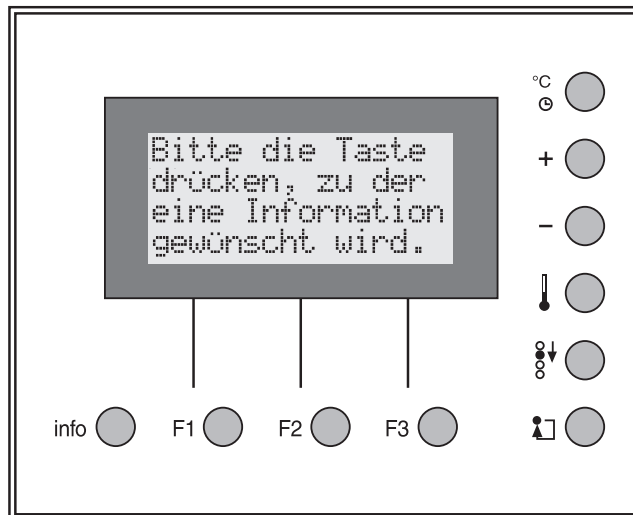 °C
Bitte die Taste
drücken, zu der
eine Information
gewünscht wird.
+
−
info F1 F2 F3